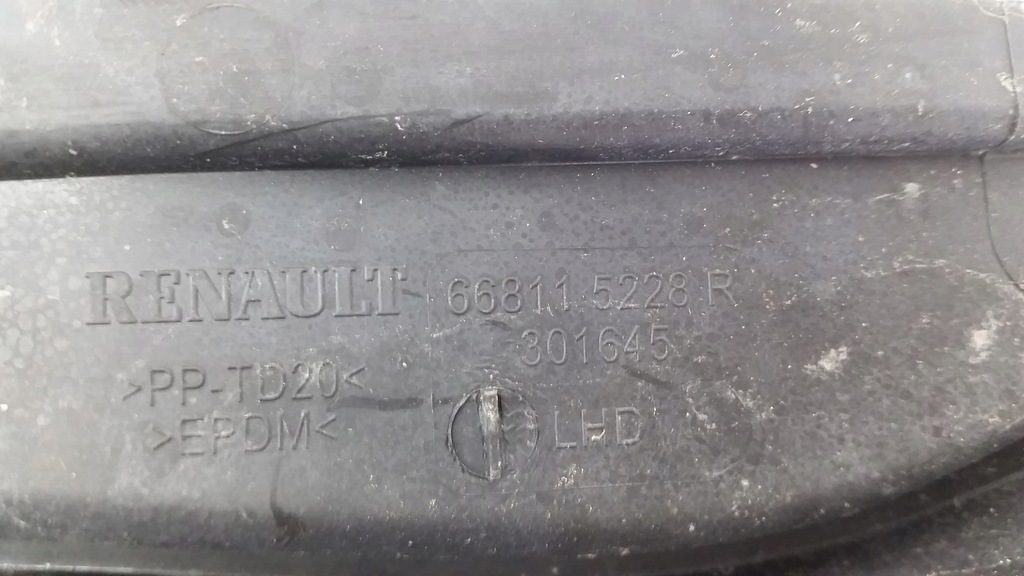 RENAULT 66811 5228 R
301645
>PP-TD20<
>EPDM<
LHD